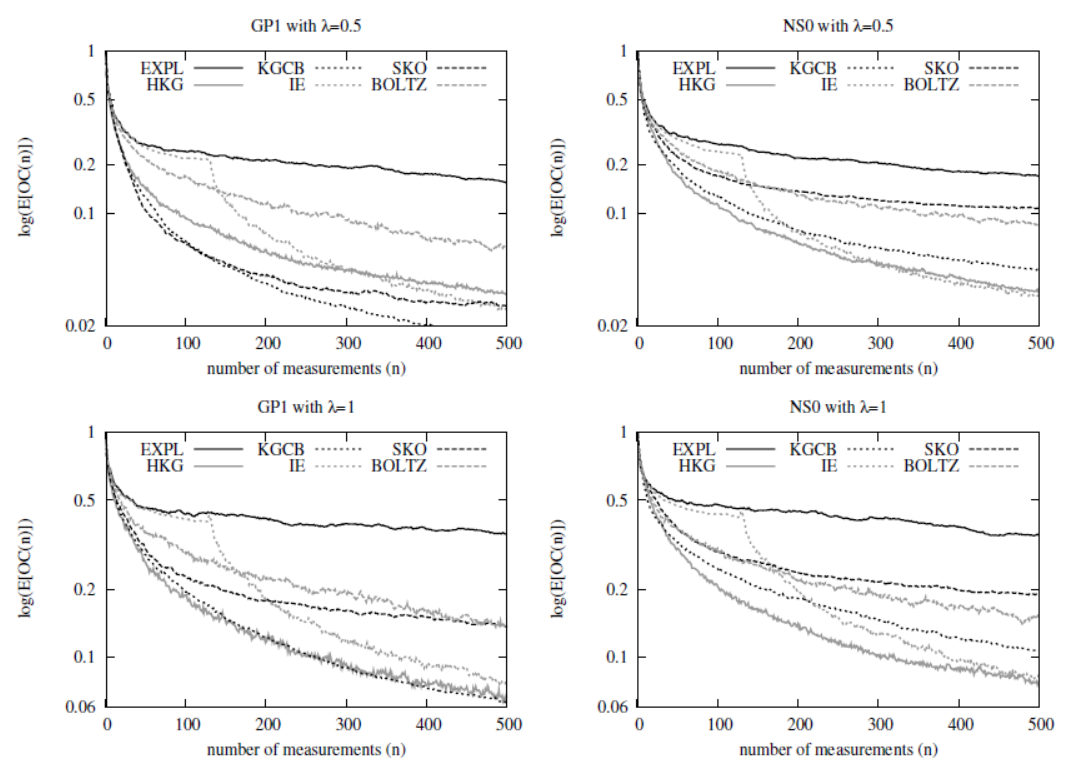 GP1 with λ=0.5
1
0.5
0.2
0.1
0.02
log(E[OC(n)])
EXPL KGCB SKO
HKG IE BOLTZ
0 100 200 300 400 500
number of measurements (n)
NS0 with λ=0.5
1
0.5
0.2
0.1
0.02
log(E[OC(n)])
EXPL KGCB SKO
HKG IE BOLTZ
0 100 200 300 400 500
number of measurements (n)
GP1 with λ=1
1
0.5
0.2
0.1
0.06
log(E[OC(n)])
EXPL KGCB SKO
HKG IE BOLTZ
0 100 200 300 400 500
number of measurements (n)
NS0 with λ=1
1
0.5
0.2
0.1
0.06
log(E[OC(n)])
EXPL KGCB SKO
HKG IE BOLTZ
0 100 200 300 400 500
number of measurements (n)